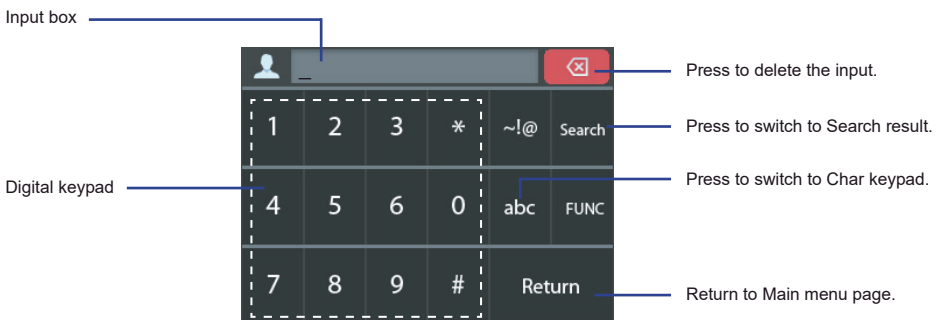 Input box
Press to delete the input.
1 2 3 * ~!@ Search
Press to switch to Search result.
Press to switch to Char keypad.
Digital keypad
4 5 6 0 abc FUNC
7 8 9 # Return
Return to Main menu page.